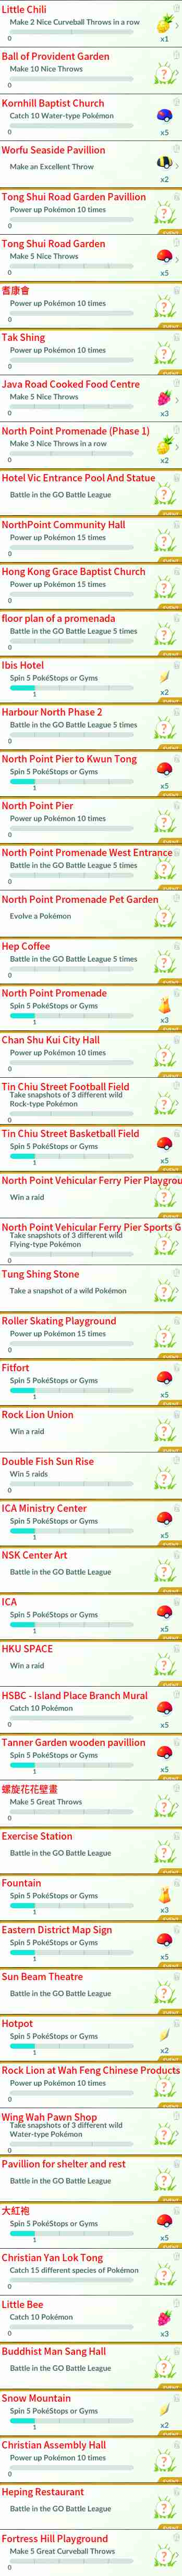 Little Chili
Make 2 Nice Curveball Throws in a row
0
x1
Ball of Provident Garden
Make 10 Nice Throws
0
Kornhill Baptist Church
Catch 10 Water-type Pokémon
0
x5
Worfu Seaside Pavillion
Make an Excellent Throw
x2
Tong Shui Road Garden Pavillion
Power up Pokémon 10 times
0
Tong Shui Road Garden
Make 5 Nice Throws
0
x5
耆康會
Power up Pokémon 10 times
0
Tak Shing
Power up Pokémon 10 times
0
Java Road Cooked Food Centre
Make 5 Nice Throws
0
x3
North Point Promenade (Phase 1)
Make 3 Nice Throws in a row
0
x2
Hotel Vic Entrance Pool And Statue
Battle in the GO Battle League
NorthPoint Community Hall
Power up Pokémon 15 times
0
Hong Kong Grace Baptist Church
Power up Pokémon 15 times
0
floor plan of a promenada
Battle in the GO Battle League 5 times
0
Ibis Hotel
Spin 5 PokéStops or Gyms
1
x2
Harbour North Phase 2
Battle in the GO Battle League 5 times
0
North Point Pier to Kwun Tong
Spin 5 PokéStops or Gyms
1
x5
North Point Pier
Power up Pokémon 10 times
0
North Point Promenade West Entrance
Battle in the GO Battle League 5 times
0
North Point Promenade Pet Garden
Evolve a Pokémon
Hep Coffee
Battle in the GO Battle League 5 times
0
North Point Promenade
Spin 5 PokéStops or Gyms
1
x3
Chan Shu Kui City Hall
Power up Pokémon 10 times
0
Tin Chiu Street Football Field
Take snapshots of 3 different wild
Rock-type Pokémon
0
Tin Chiu Street Basketball Field
Spin 5 PokéStops or Gyms
1
x5
North Point Vehicular Ferry Pier Playgrou
Win a raid
North Point Vehicular Ferry Pier Sports G
Take snapshots of 3 different wild
Flying-type Pokémon
0
Tung Shing Stone
Take a snapshot of a wild Pokémon
Roller Skating Playground
Power up Pokémon 15 times
0
Fitfort
Spin 5 PokéStops or Gyms
1
x5
Rock Lion Union
Win a raid
Double Fish Sun Rise
Win 5 raids
0
ICA Ministry Center
Spin 5 PokéStops or Gyms
1
x5
NSK Center Art
Battle in the GO Battle League
ICA
Spin 5 PokéStops or Gyms
1
x5
HKU SPACE
Win a raid
HSBC - Island Place Branch Mural
Catch 10 Pokémon
0
x5
Tanner Garden wooden pavillion
Spin 5 PokéStops or Gyms
1
x5
螺旋花花壁畫
Make 5 Great Throws
0
Exercise Station
Battle in the GO Battle League
Fountain
Spin 5 PokéStops or Gyms
1
x3
Eastern District Map Sign
Spin 5 PokéStops or Gyms
1
x5
Sun Beam Theatre
Battle in the GO Battle League
Hotpot
Spin 5 PokéStops or Gyms
1
x2
Rock Lion at Wah Feng Chinese Products
Power up Pokémon 10 times
0
Wing Wah Pawn Shop
Take snapshots of 3 different wild
Water-type Pokémon
0
Pavillion for shelter and rest
Battle in the GO Battle League
大紅袍
Spin 5 PokéStops or Gyms
1
x5
Christian Yan Lok Tong
Catch 15 different species of Pokémon
0
Little Bee
Catch 10 Pokémon
0
x3
Buddhist Man Sang Hall
Battle in the GO Battle League
Snow Mountain
Spin 5 PokéStops or Gyms
1
x2
Christian Assembly Hall
Power up Pokémon 10 times
0
Heping Restaurant
Battle in the GO Battle League
Fortress Hill Playground
Make 5 Great Curveball Throws
0